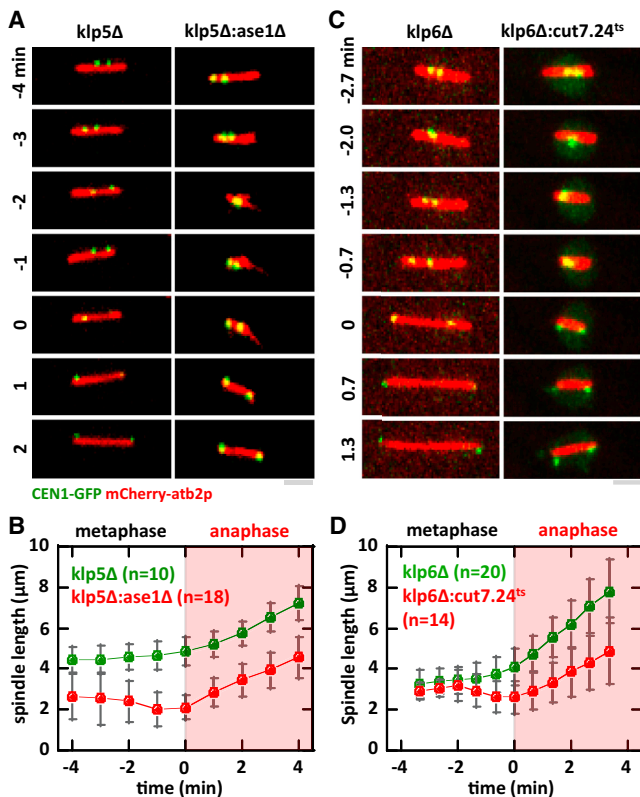 A
klp5Δ
klp5Δ:ase1Δ
-4 min
-3
-2
-1
0
1
2
CEN1-GFP mCherry-atb2p
C
klp6Δ
klp6Δ:cut7.24ts
-2.7 min
-2.0
-1.3
-0.7
0
0.7
1.3
B
metaphase
anaphase
klp5Δ (n=10)
klp5Δ:ase1Δ (n=18)
spindle length (µm)
10
8
6
4
2
0
-4 -2 0 2 4
time (min)
D
metaphase
anaphase
klp6Δ (n=20)
klp6Δ:cut7.24ts
(n=14)
Spindle length (µm)
10
8
6
4
2
0
-4 -2 0 2 4
time (min)